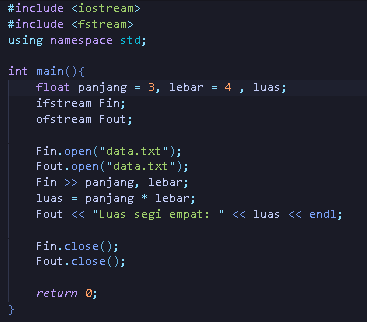 #include <iostream>
#include <fstream>
using namespace std;
int main(){
float panjang = 3, lebar = 4 , luas;
ifstream Fin;
ofstream Fout;
Fin.open("data.txt");
Fout.open("data.txt");
Fin >> panjang, lebar;
luas = panjang * lebar;
Fout << "Luas segi empat: " << luas << endl;
Fin.close();
Fout.close();
return 0;
}